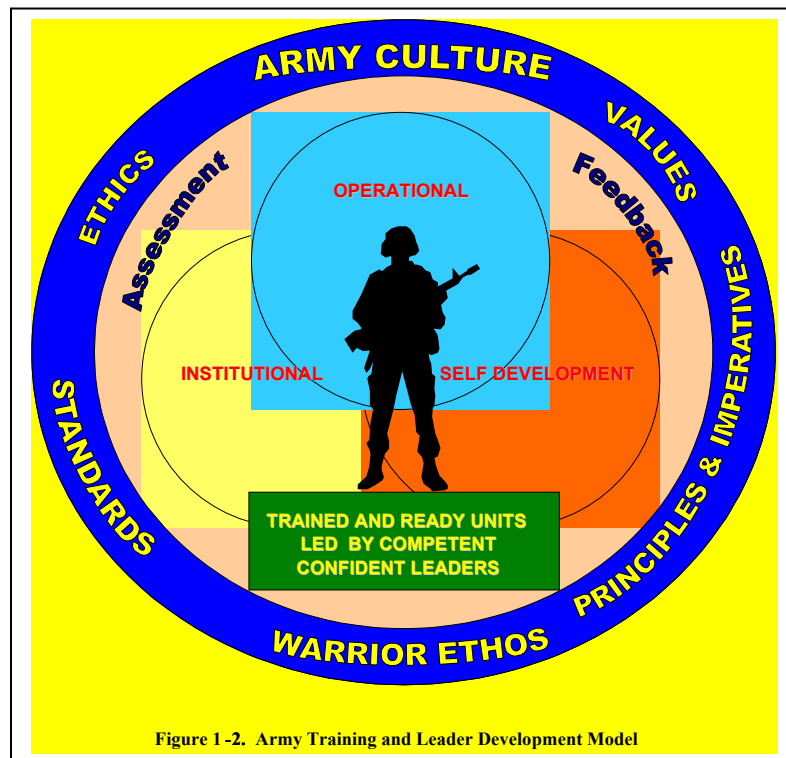 ARMY CULTURE
VALUES
PRINCIPLES & IMPERATIVES
WARRIOR ETHOS
STANDARDS
ETHICS
Assessment
Feedback
OPERATIONAL
INSTITUTIONAL
SELF DEVELOPMENT
TRAINED AND READY UNITS
LED BY COMPETENT
CONFIDENT LEADERS
Figure 1-2. Army Training and Leader Development Model